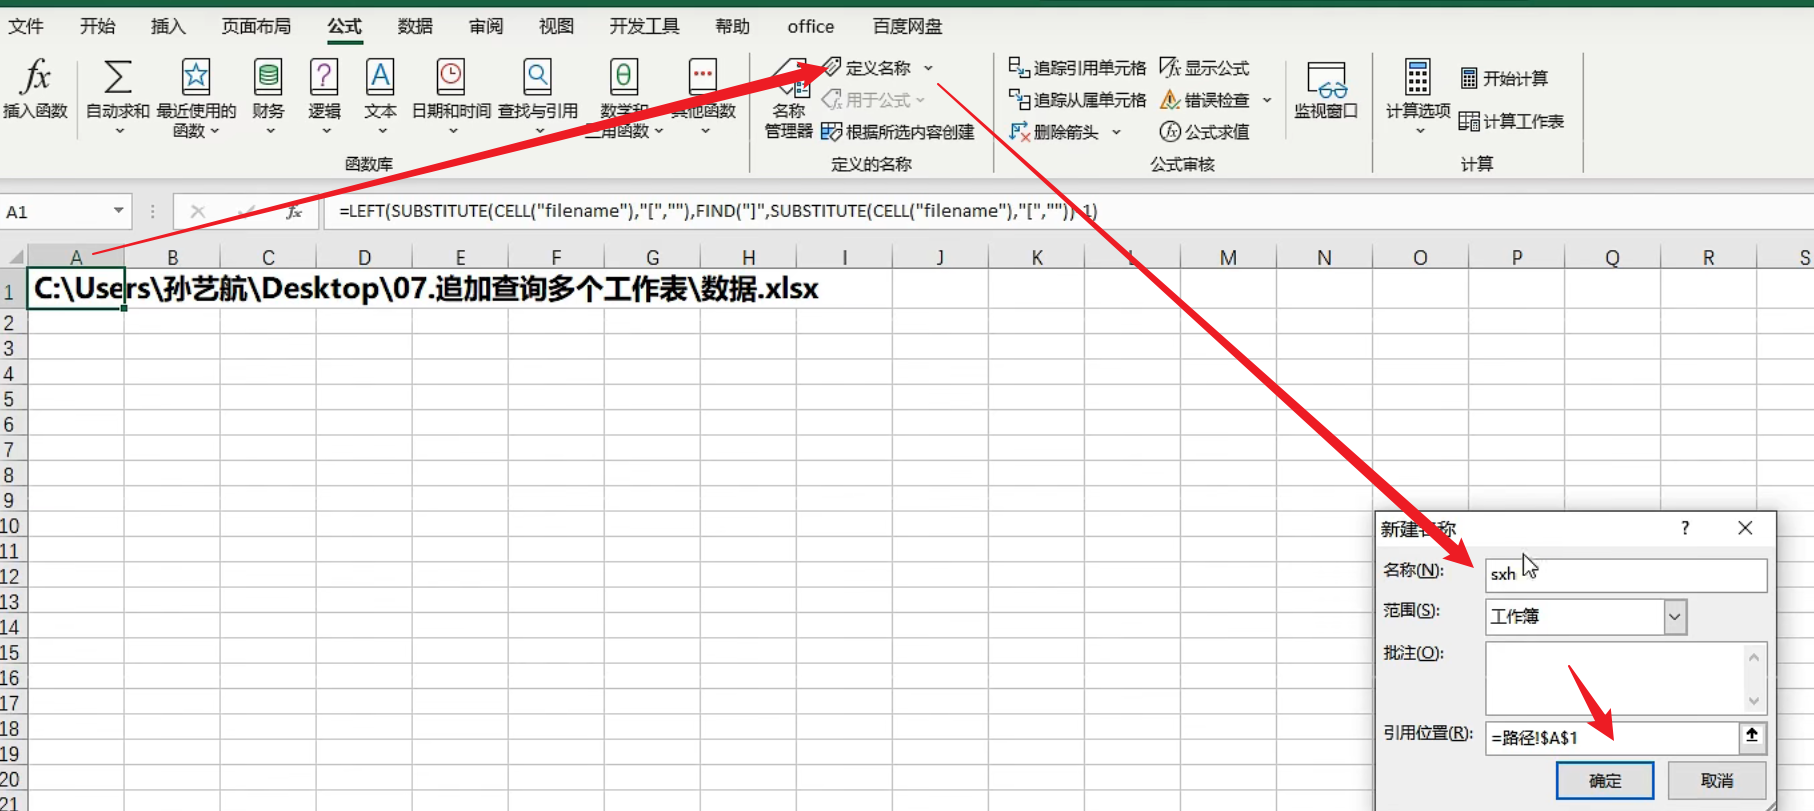 文件 开始 插入 页面布局 公式 数据 审阅 视图 开发工具 帮助 office 百度网盘
fx 插入函数
自动求和
最近使用的
函数
财务
逻辑
文本
日期和时间
查找与引用
数学和
三角函数
其他函数
函数库
名称
管理器
定义名称
用于公式
根据所选内容创建
定义的名称
追踪引用单元格
追踪从属单元格
删除箭头
显示公式
错误检查
公式求值
公式审核
监视窗口
计算选项
开始计算
计算工作表
计算
A1
fx
=LEFT(SUBSTITUTE(CELL("filename"),"[",""),FIND("]",SUBSTITUTE(CELL("filename"),"[","")) 1)
A B C D E F G H I J K L M N O P Q R S
1 C:\Users\孙艺航\Desktop\07.追加查询多个工作表\数据.xlsx
2
3
4
5
6
7
8
9
10
11
12
13
14
15
16
17
18
19
20
21
新建名称 ?
名称(N): sxh
范围(S): 工作簿
批注(O):
引用位置(R): =路径!$A$1
确定 取消